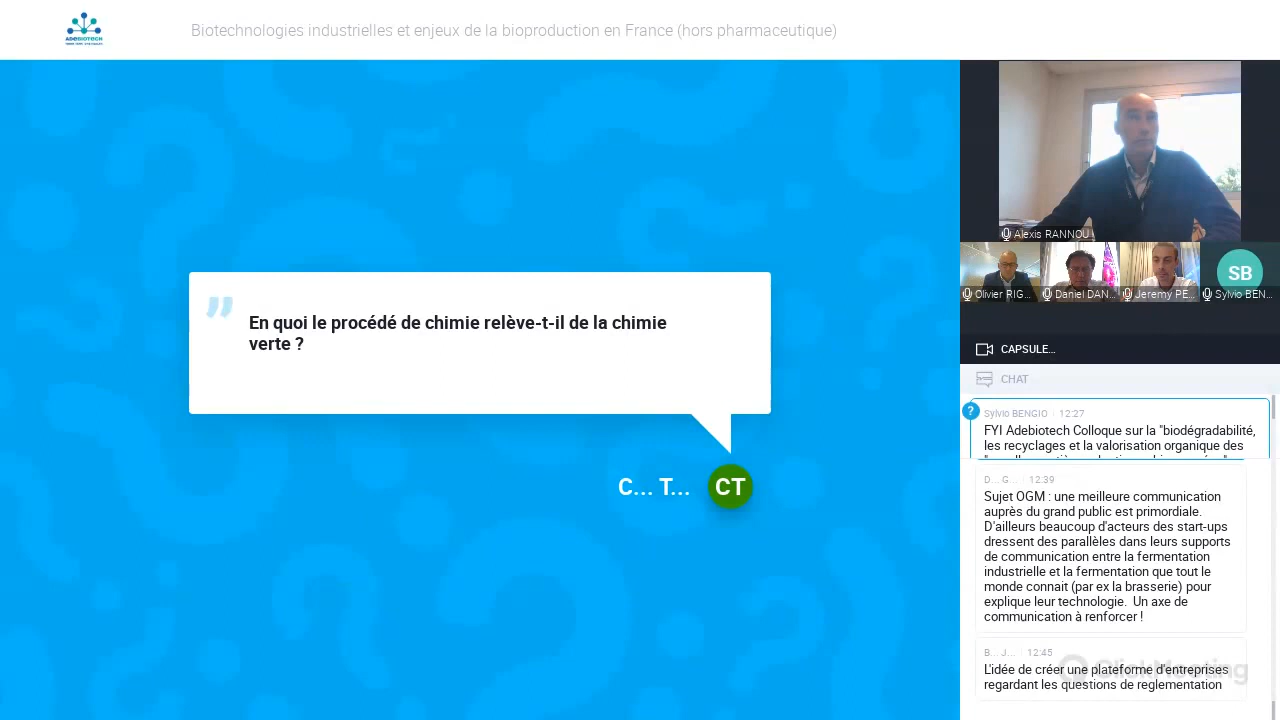 ADEBIOTECH
Biotechnologies industrielles et enjeux de la bioproduction en France (hors pharmaceutique)
En quoi le procédé de chimie relève-t-il de la chimie
verte ?
C... T...
CT
Alexis RANNOU
Olivier RIG...
Daniel DAN...
Jeremy PE...
SB
Sylvio BEN...
CAPSULE...
CHAT
?
Sylvio BENGIO 12:27
FYI Adebiotech Colloque sur la "biodégradabilité,
les recyclages et la valorisation organique des
D... G... 12:39
Sujet OGM : une meilleure communication
auprès du grand public est primordiale.
D'ailleurs beaucoup d'acteurs des start-ups
dressent des parallèles dans leurs supports
de communication entre la fermentation
industrielle et la fermentation que tout le
monde connait (par ex la brasserie) pour
explique leur technologie. Un axe de
communication à renforcer !
B... J... 12:45
L'idée de créer une plateforme d'entreprises
regardant les questions de reglementation
ClickMeeting